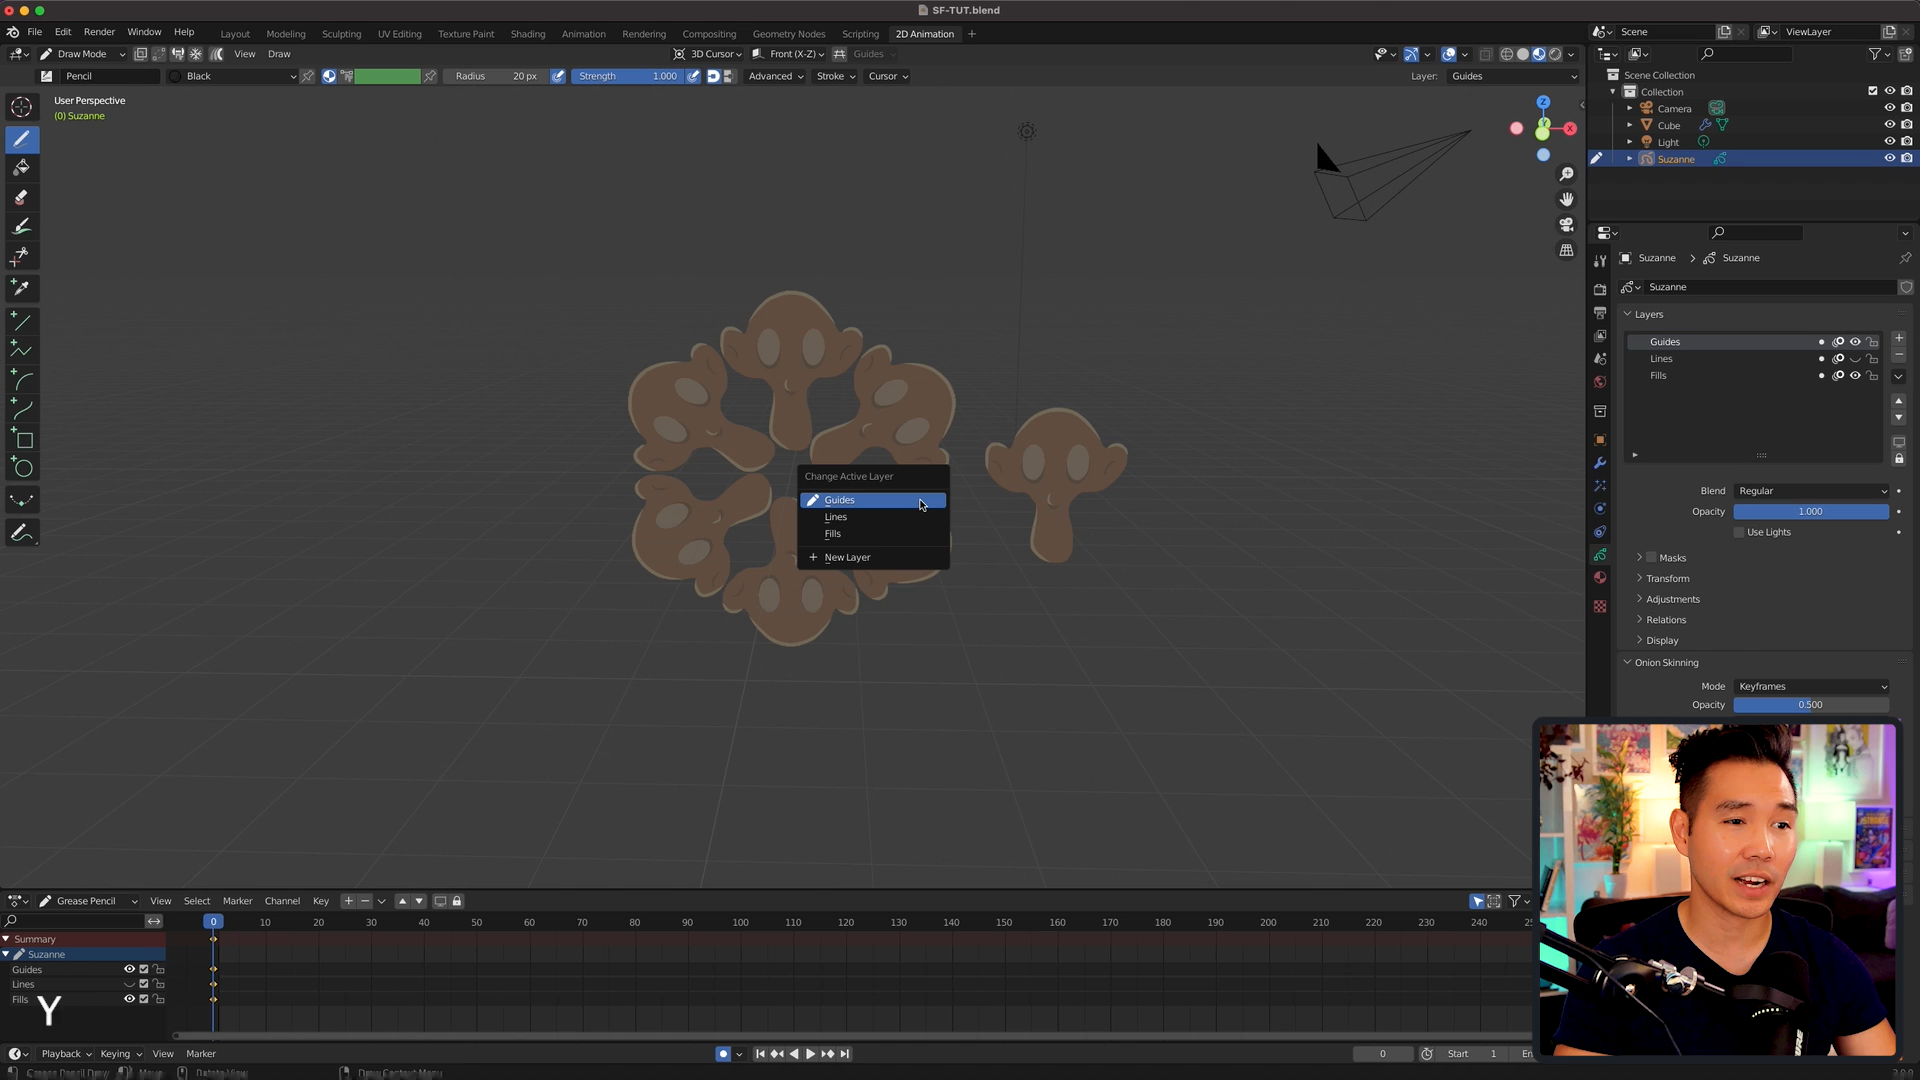 SF-TUT.blend
File Edit Render Window Help
Layout Modeling Sculpting UV Editing Texture Paint Shading Animation Rendering Compositing Geometry Nodes Scripting 2D Animation +
Scene
ViewLayer
Draw Mode View Draw
3D Cursor Front (X-Z) Guides
Pencil Black Radius 20 px Strength 1.000 Advanced Stroke Cursor
Layer: Guides
User Perspective
(0) Suzanne
Z
Y
X
Scene Collection
Collection
Camera
Cube
Light
Suzanne
Suzanne > Suzanne
Suzanne
Layers
Guides
Lines
Fills
Blend Regular
Opacity 1.000
Use Lights
Masks
Transform
Adjustments
Relations
Display
Onion Skinning
Mode Keyframes
Opacity 0.500
Change Active Layer
Guides
Lines
Fills
+ New Layer
Grease Pencil View Select Marker Channel Key
0 10 20 30 40 50 60 70 80 90 100 110 120 130 140 150 160 170 180 190 200 210 220 230 240
Summary
Suzanne
Guides
Lines
Fills
Y
Playback Keying View Marker
0 Start 1